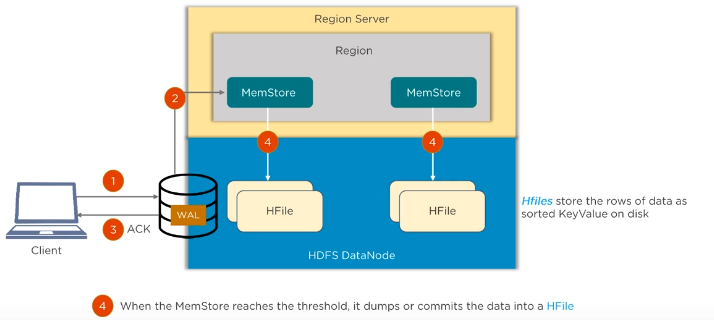 Region Server
Region
2
MemStore
MemStore
4
4
1
Hfiles store the rows of data as
sorted KeyValue on disk
HFile
HFile
WAL
3
ACK
Client
HDFS DataNode
4 When the MemStore reaches the threshold, it dumps or commits the data into a HFile